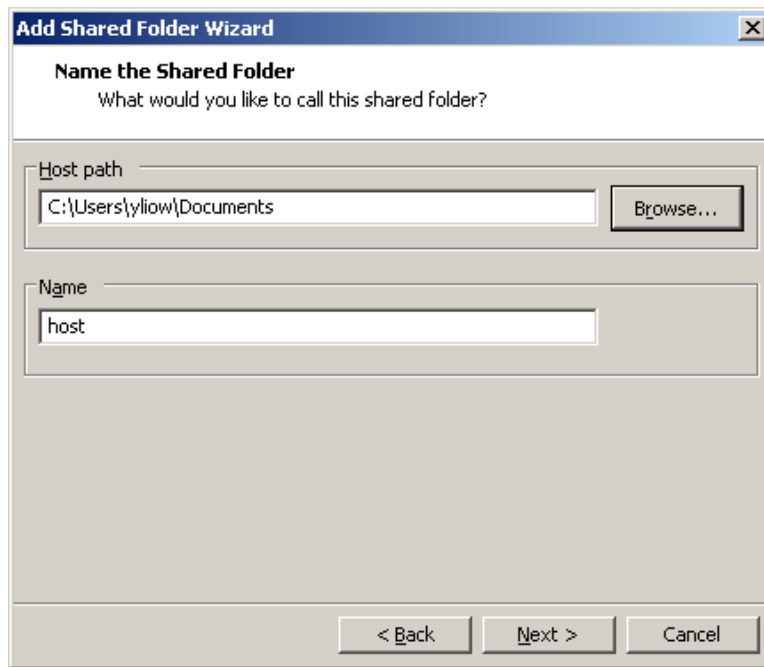 Add Shared Folder Wizard
Name the Shared Folder
What would you like to call this shared folder?
Host path
C:\Users\yliow\Documents
Browse...
Name
host
< Back
Next >
Cancel